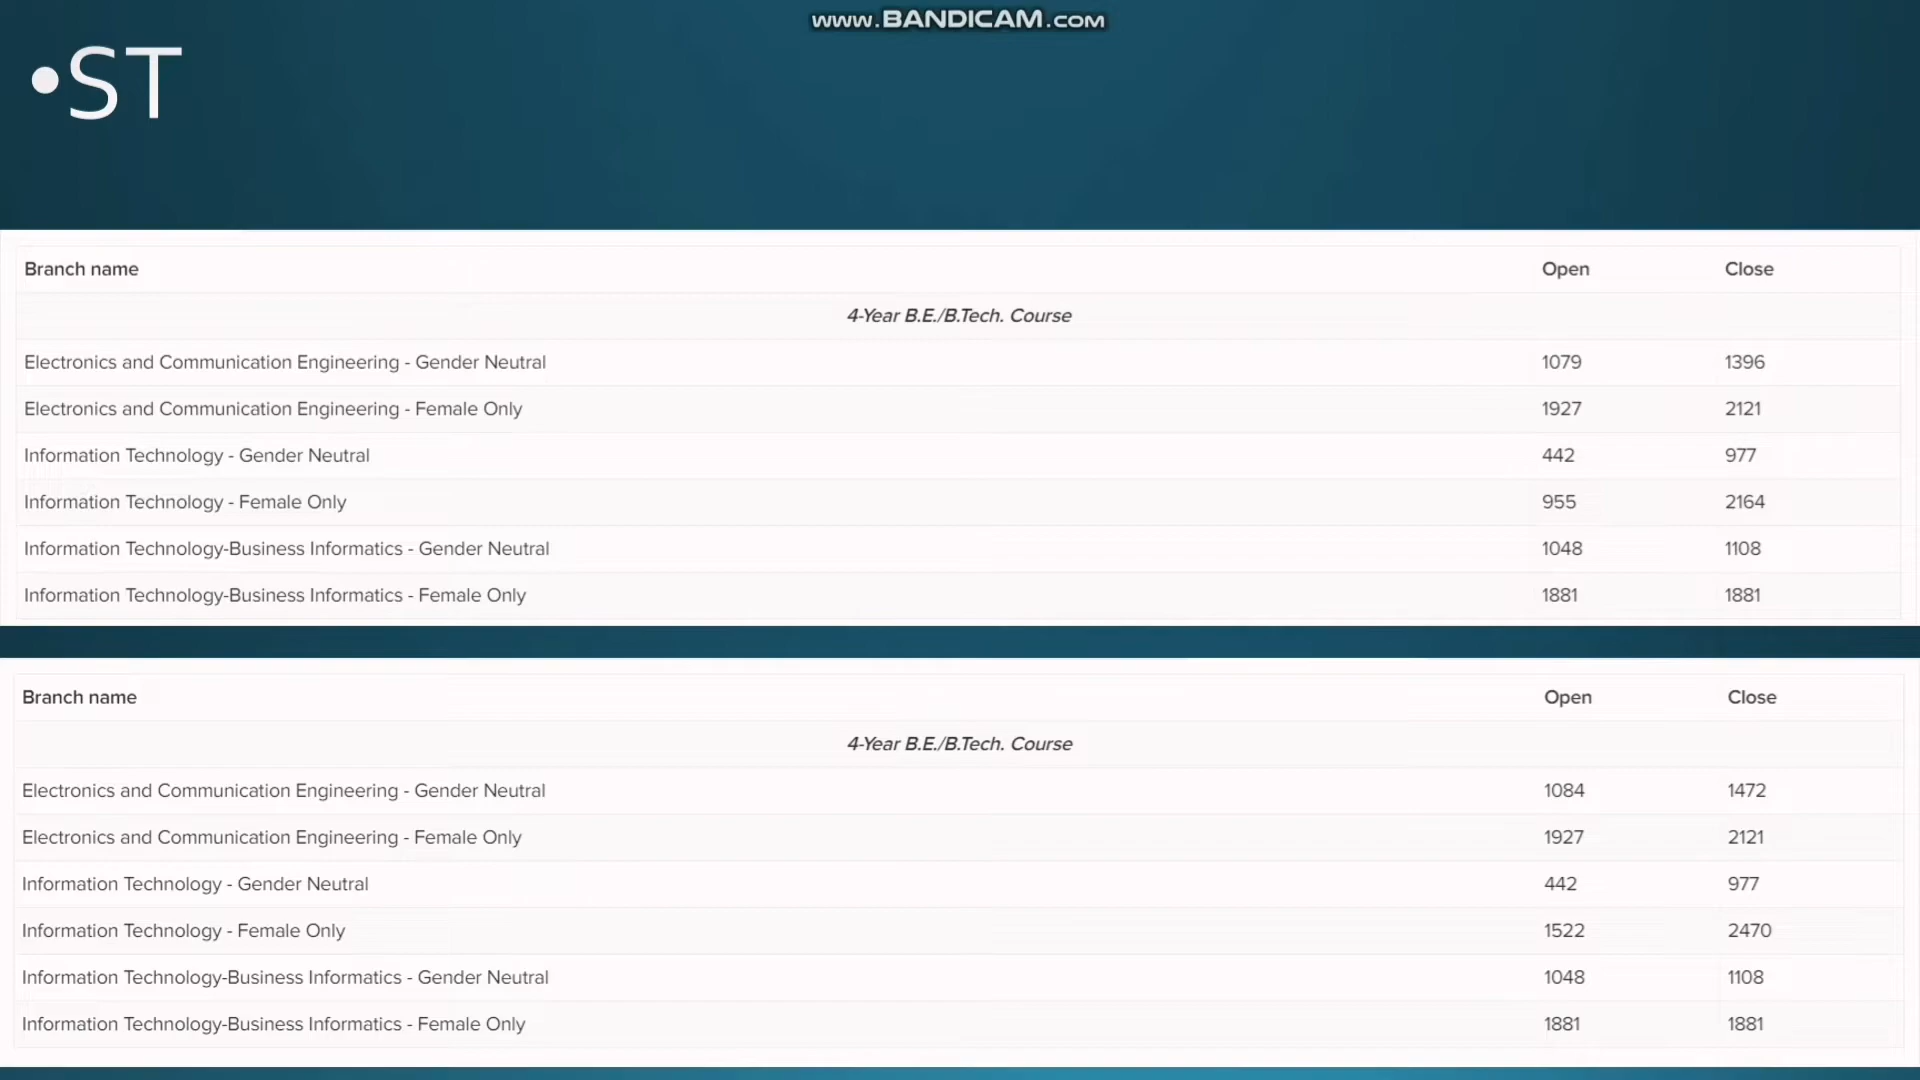 www.BANDICAM.com
•ST
Branch name Open Close
4-Year B.E./B.Tech. Course
Electronics and Communication Engineering - Gender Neutral 1079 1396
Electronics and Communication Engineering - Female Only 1927 2121
Information Technology - Gender Neutral 442 977
Information Technology - Female Only 955 2164
Information Technology-Business Informatics - Gender Neutral 1048 1108
Information Technology-Business Informatics - Female Only 1881 1881
Branch name Open Close
4-Year B.E./B.Tech. Course
Electronics and Communication Engineering - Gender Neutral 1084 1472
Electronics and Communication Engineering - Female Only 1927 2121
Information Technology - Gender Neutral 442 977
Information Technology - Female Only 1522 2470
Information Technology-Business Informatics - Gender Neutral 1048 1108
Information Technology-Business Informatics - Female Only 1881 1881